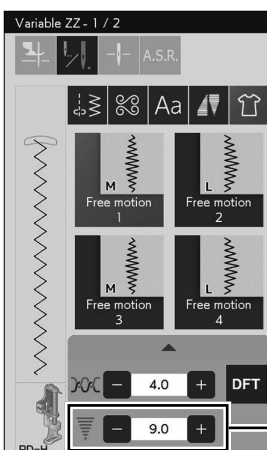 Variable ZZ - 1 / 2
A.S.R.
Aa
M
Free motion
1
L
Free motion
2
M
Free motion
3
L
Free motion
4
- 4.0 + DFT
- 9.0 +
PD-H